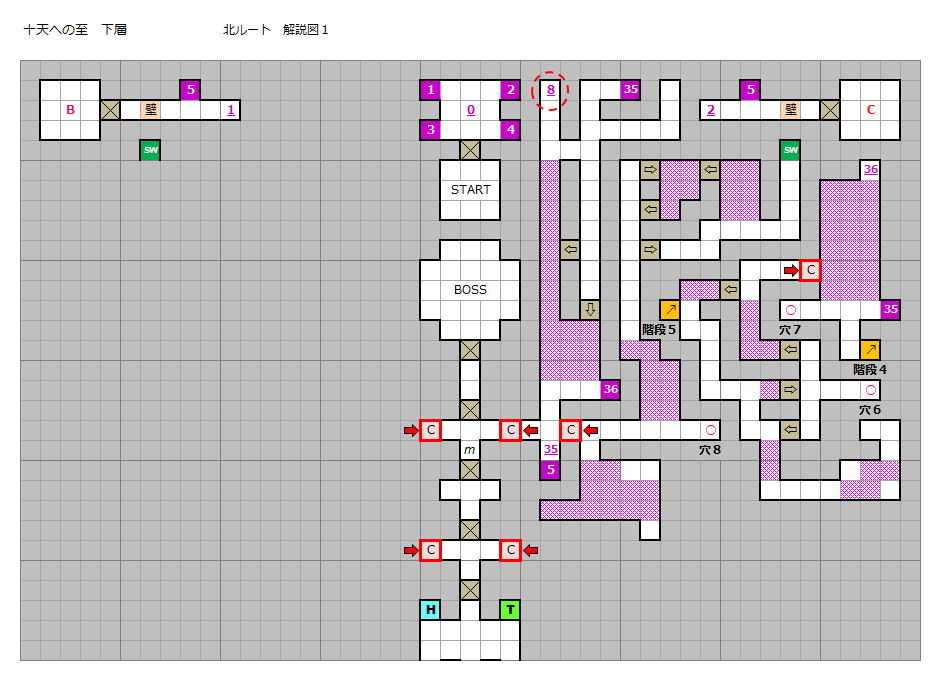 十天への至　下層　北ルート　解説図１
5 1 2 8 35 5
B 壁 1 0 2 壁 C
3 4
SW SW
36
START
C
BOSS
階段５ 穴７ 35
階段４
36
穴６
C C C
m 35 穴８
5
C C
H T